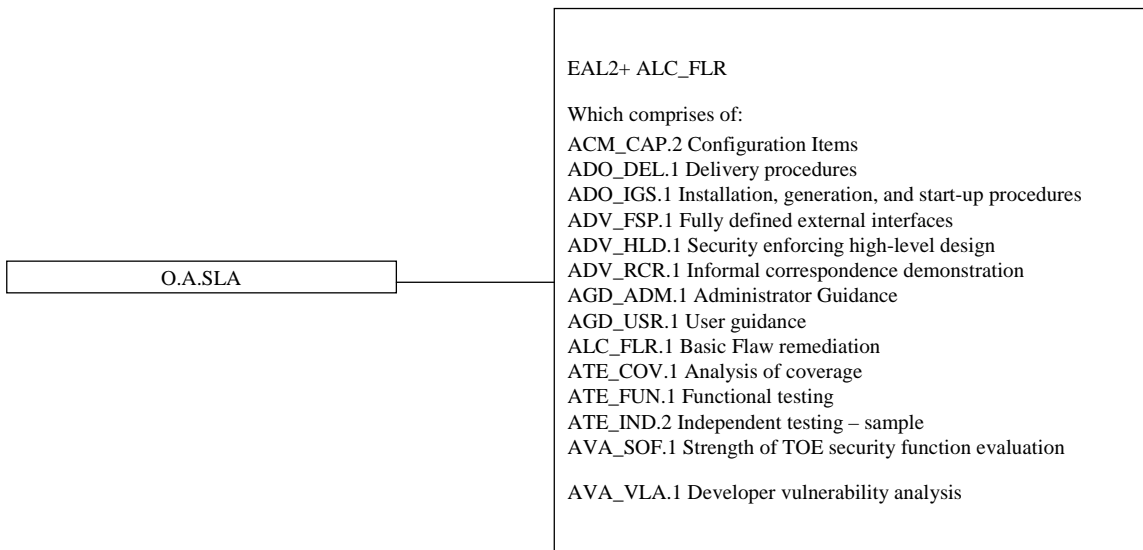 O.A.SLA
EAL2+ ALC_FLR
Which comprises of:
ACM_CAP.2 Configuration Items
ADO_DEL.1 Delivery procedures
ADO_IGS.1 Installation, generation, and start-up procedures
ADV_FSP.1 Fully defined external interfaces
ADV_HLD.1 Security enforcing high-level design
ADV_RCR.1 Informal correspondence demonstration
AGD_ADM.1 Administrator Guidance
AGD_USR.1 User guidance
ALC_FLR.1 Basic Flaw remediation
ATE_COV.1 Analysis of coverage
ATE_FUN.1 Functional testing
ATE_IND.2 Independent testing – sample
AVA_SOF.1 Strength of TOE security function evaluation
AVA_VLA.1 Developer vulnerability analysis